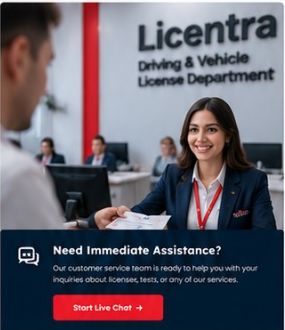 Licentra
Driving & Vehicle
License Department
Need Immediate Assistance?
Our customer service team is ready to help you with your
inquiries about licenses, tests, or any of our services.
Start Live Chat →